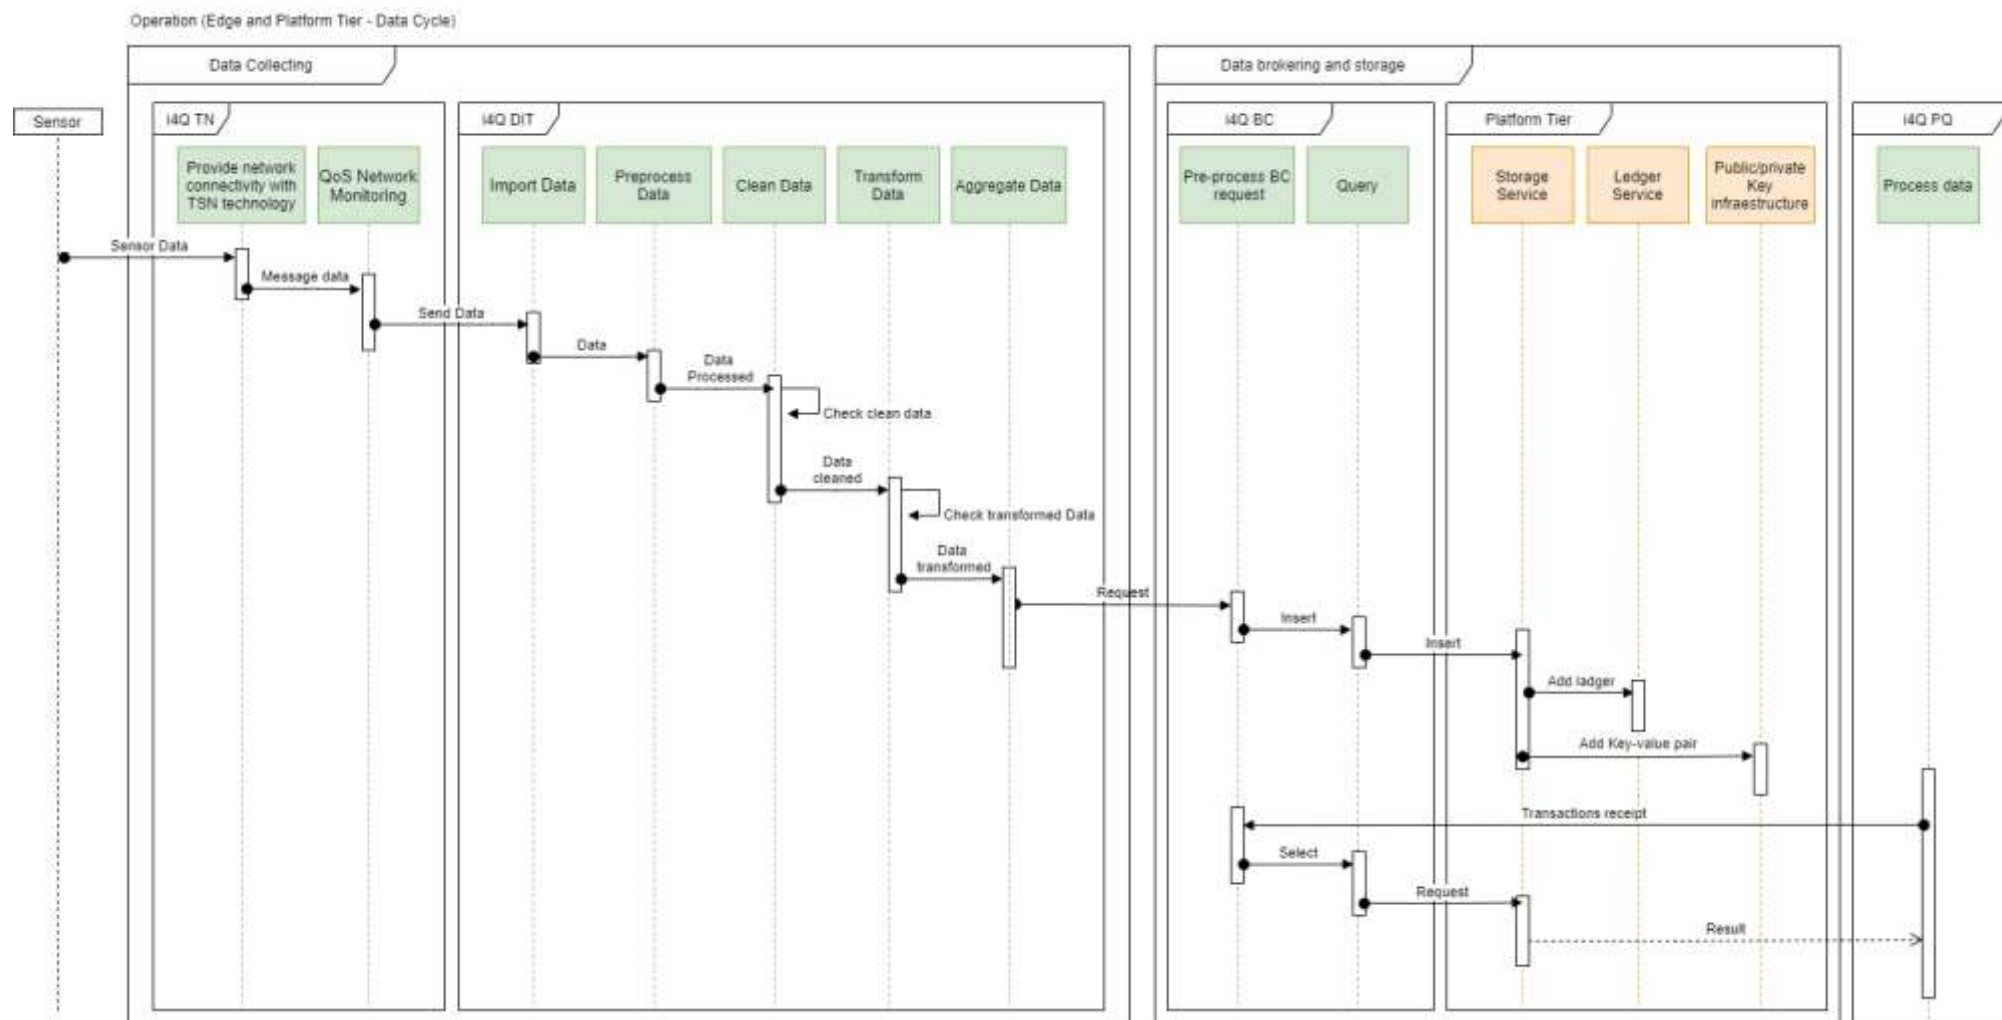 Operation (Edge and Platform Tier - Data Cycle)
Data Collecting
Data brokering and storage
Sensor
i4Q TN
i4Q DIT
i4Q BC
Platform Tier
i4Q PQ
Provide network
connectivity with
TSN technology
QoS Network
Monitoring
Import Data
Preprocess
Data
Clean Data
Transform
Data
Aggregate Data
Pre-process BC
request
Query
Storage
Service
Ledger
Service
Public/private
Key
infraestructure
Process data
Sensor Data
Message data
Send Data
Data
Data
Processed
Check clean data
Data
cleaned
Check transformed Data
Data
transformed
Request
Insert
Insert
Add ladger
Add Key-value pair
Transactions receipt
Select
Request
Result